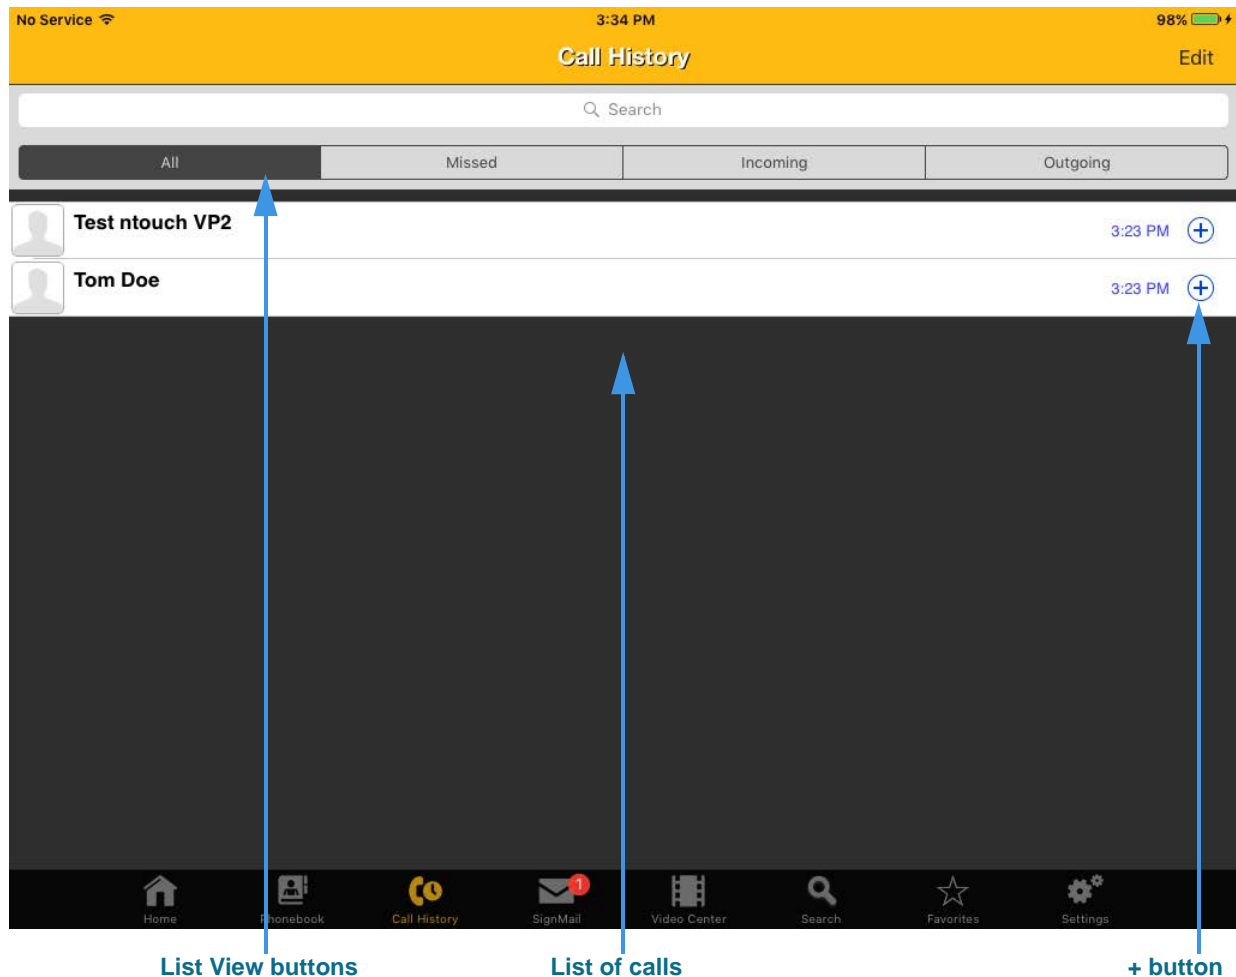 No Service 3:34 PM 98%
Call History Edit
Search
All Missed Incoming Outgoing
Test ntouch VP2 3:23 PM
Tom Doe 3:23 PM
1
Home Phonebook Call History SignMail Video Center Search Favorites Settings
List View buttons List of calls + button